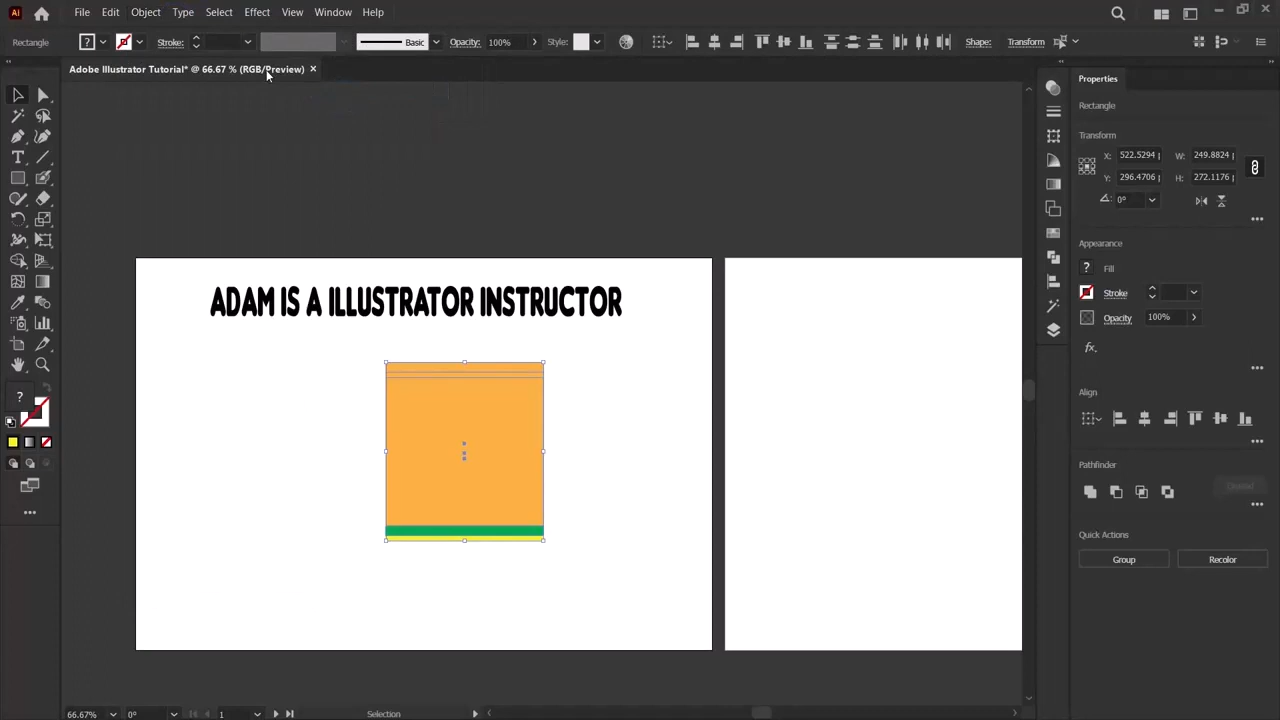 Ai File Edit Object Type Select Effect View Window Help
Rectangle ? Stroke: Basic Opacity: 100% Style: Shape: Transform
Adobe Illustrator Tutorial* @ 66.67 % (RGB/Preview) ×
Properties
Rectangle
Transform
X: 522.5294 p W: 249.8824 p
Y: 296.4706 p H: 272.1176 p
0°
Appearance
? Fill
Stroke
Opacity 100%
fx.
Align
Pathfinder
Expand
Quick Actions
Group Recolor
ADAM IS A ILLUSTRATOR INSTRUCTOR
?
66.67% 0° 1 Selection